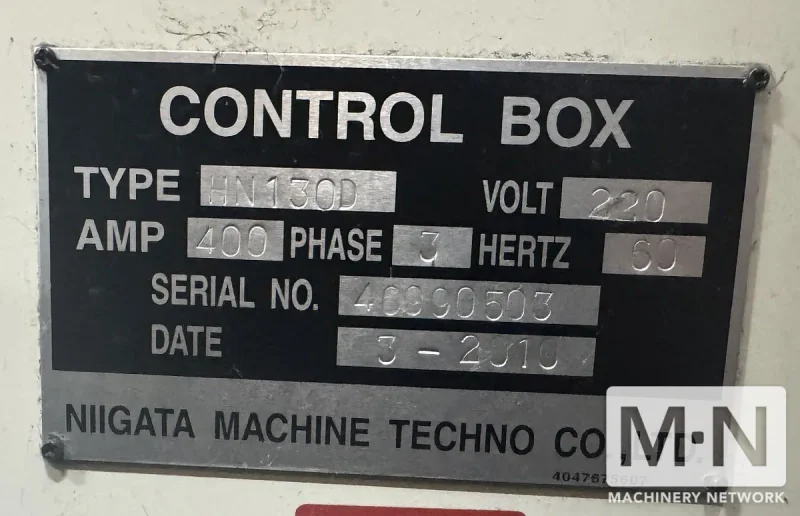 CONTROL BOX
TYPE HN130D VOLT 220
AMP 400 PHASE 3 HERTZ 60
SERIAL NO. 46990503
DATE 3-2010
NIIGATA MACHINE TECHNO CO.,LTD.
M·N
MACHINERY NETWORK